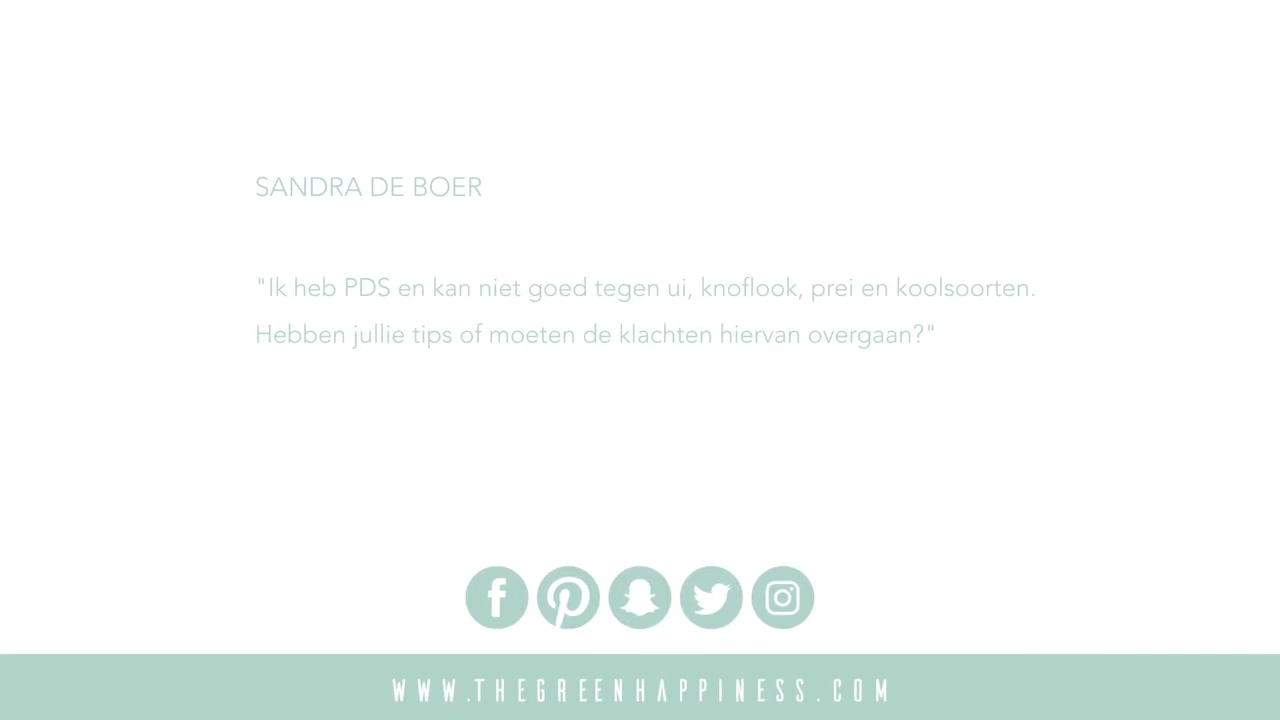 SANDRA DE BOER
"Ik heb PDS en kan niet goed tegen ui, knoflook, prei en koolsoorten.
Hebben jullie tips of moeten de klachten hiervan overgaan?"
WWW.THEGREENHAPPINESS.COM